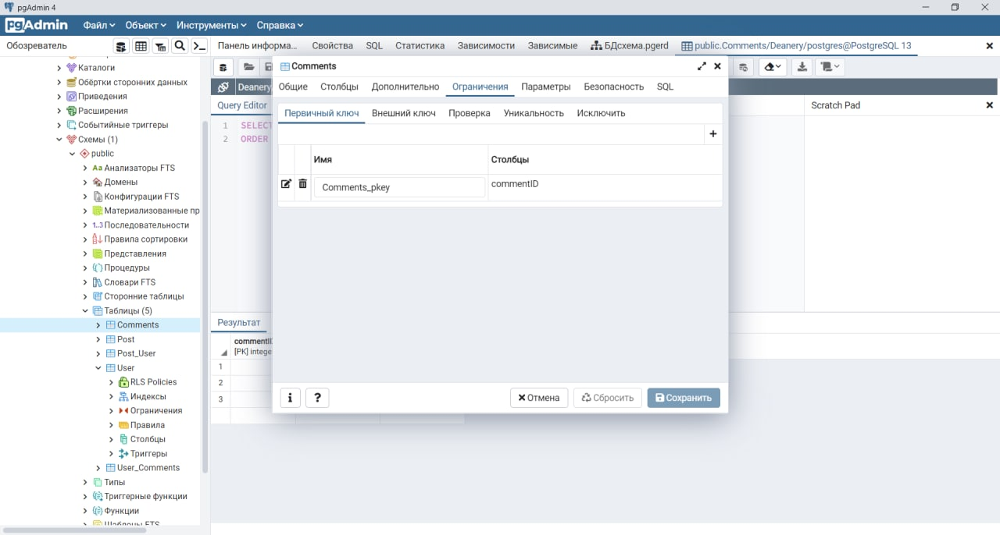 pgAdmin 4
pgAdmin Файл Объект Инструменты Справка
Обозреватель
Панель информа... Свойства SQL Статистика Зависимости Зависимые БДсхема.pgerd public.Comments/Deanery/postgres@PostgreSQL 13
Каталоги
Обёртки сторонних данных
Приведения
Расширения
Событийные триггеры
Схемы (1)
public
Анализаторы FTS
Домены
Конфигурации FTS
Материализованные пр
1..3 Последовательности
Правила сортировки
Представления
Процедуры
Словари FTS
Сторонние таблицы
Таблицы (5)
Comments
Post
Post_User
User
RLS Policies
Индексы
Ограничения
Правила
Столбцы
Триггеры
User_Comments
Типы
Триггерные функции
Функции
Шаблоны FTS
Deanery
Query Editor
Scratch Pad
1 SELECT
2 ORDER
Результат
[PK] intege
1
2
3
Comments
Общие Столбцы Дополнительно Ограничения Параметры Безопасность SQL
Первичный ключ Внешний ключ Проверка Уникальность Исключить
Имя Столбцы
Comments_pkey commentID
i ? Отмена Сбросить Сохранить